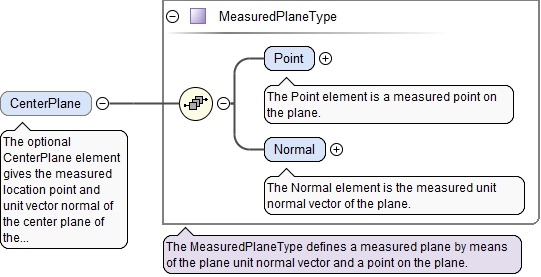 MeasuredPlaneType
Point
The Point element is a measured point on
the plane.
CenterPlane
The optional
CenterPlane element
gives the measured
location point and
unit vector normal of
the center plane of
the...
Normal
The Normal element is the measured unit
normal vector of the plane.
The MeasuredPlaneType defines a measured plane by means
of the plane unit normal vector and a point on the plane.